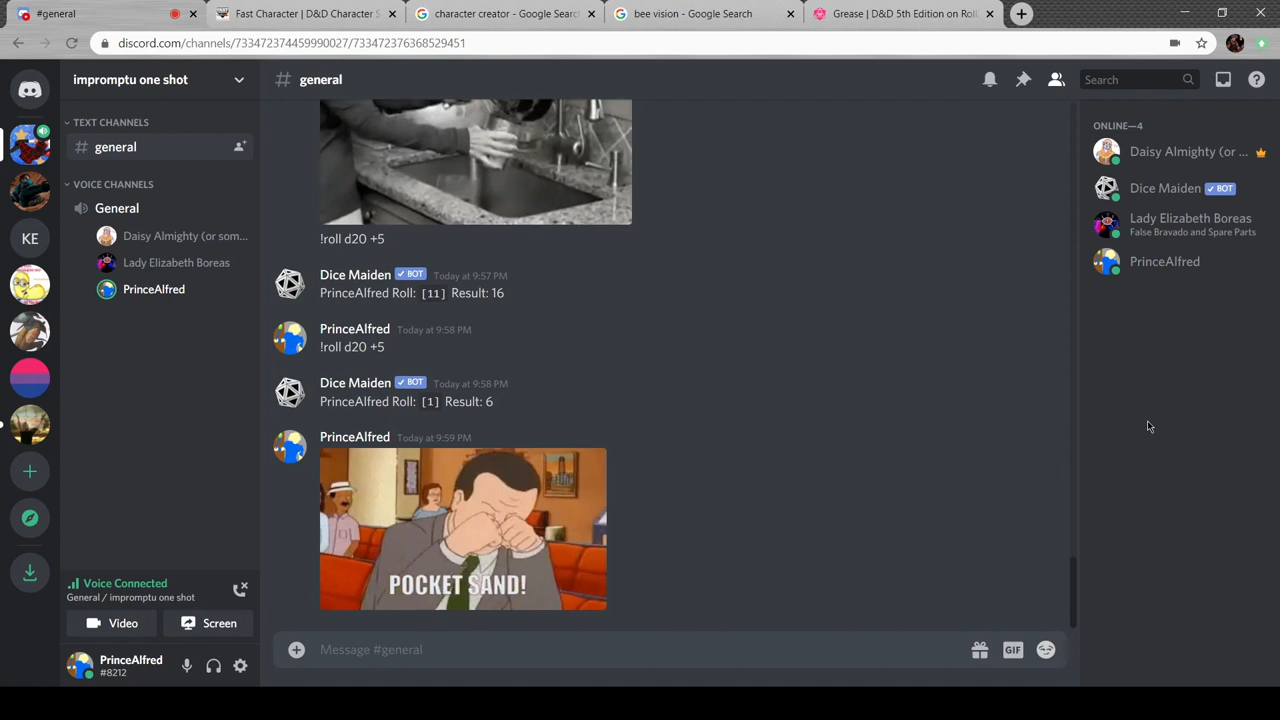 #general
Fast Character | D&D Character S
character creator - Google Search
bee vision - Google Search
Grease | D&D 5th Edition on Roll
discord.com/channels/733472374459990027/733472376368529451
impromptu one shot
general
Search
TEXT CHANNELS
general
VOICE CHANNELS
General
Daisy Almighty (or som...
Lady Elizabeth Boreas
PrinceAlfred
KE
!roll d20 +5
Dice Maiden BOT Today at 9:57 PM
PrinceAlfred Roll: [11] Result: 16
PrinceAlfred Today at 9:58 PM
!roll d20 +5
Dice Maiden BOT Today at 9:58 PM
PrinceAlfred Roll: [1] Result: 6
PrinceAlfred Today at 9:59 PM
POCKET SAND!
ONLINE—4
Daisy Almighty (or ...
Dice Maiden BOT
Lady Elizabeth Boreas
False Bravado and Spare Parts
PrinceAlfred
Voice Connected
General / impromptu one shot
Video
Screen
PrinceAlfred
#8212
Message #general
GIF